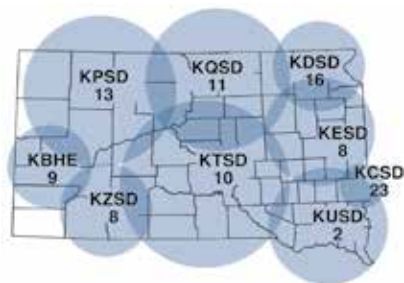 KPSD
13
KQSD
11
KDSD
16
KBHE
9
KTSD
10
KESD
8
KCSD
23
KZSD
8
KUSD
2